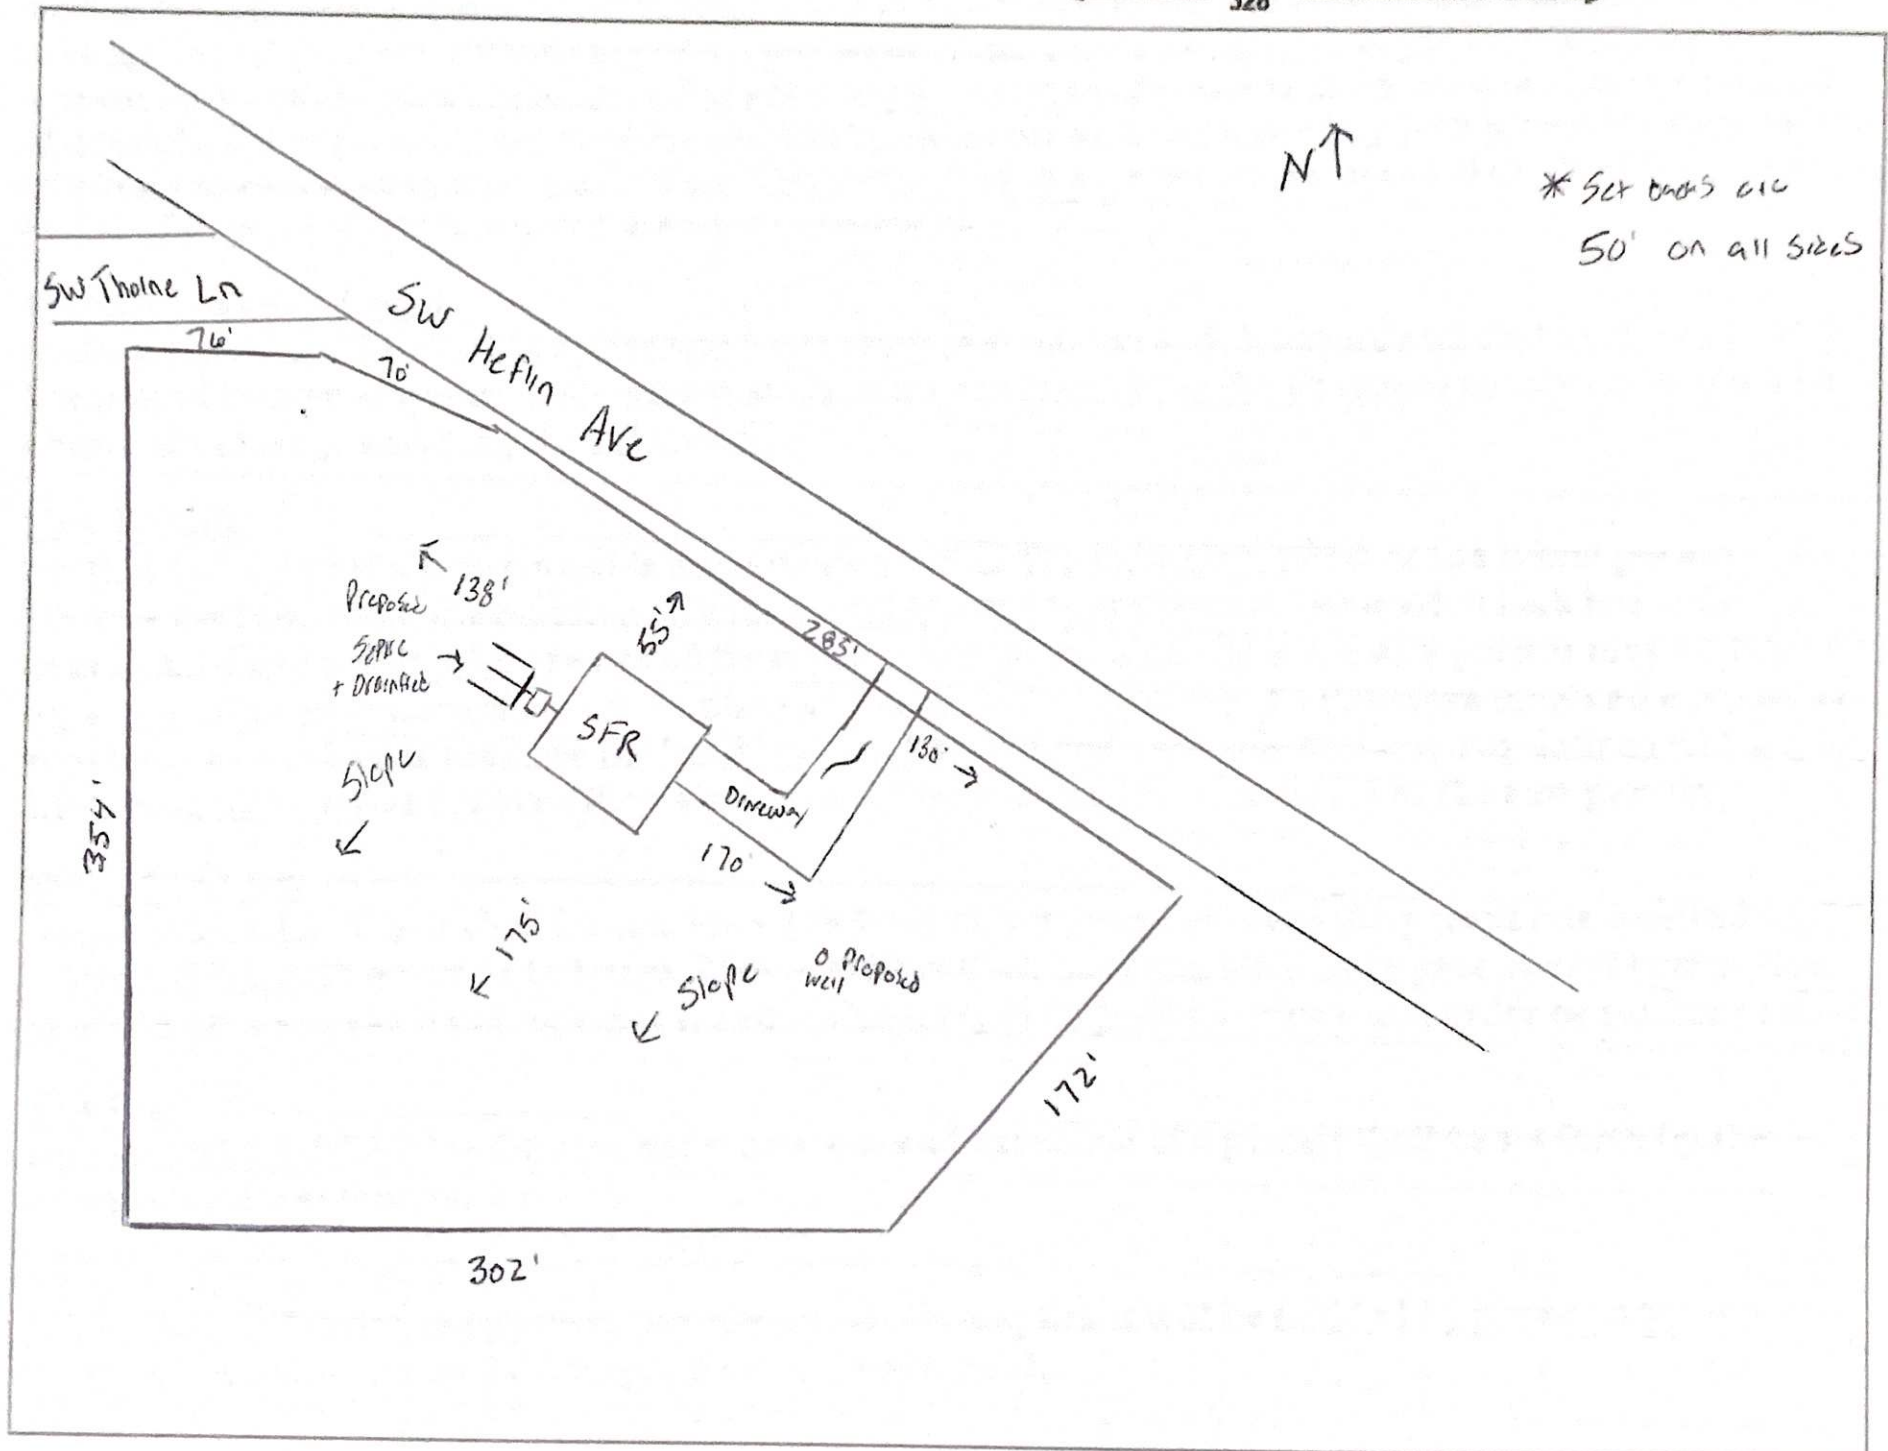 N
* Set backs are
50' on all sides
SW Thorne Ln
76'
70'
SW Heflin Ave
138'
Proposed
Septic
+ Drainfield
55'
285'
SFR
Driveway
130'
Slope
170'
354'
175'
Slope
O Proposed
well
172'
302'